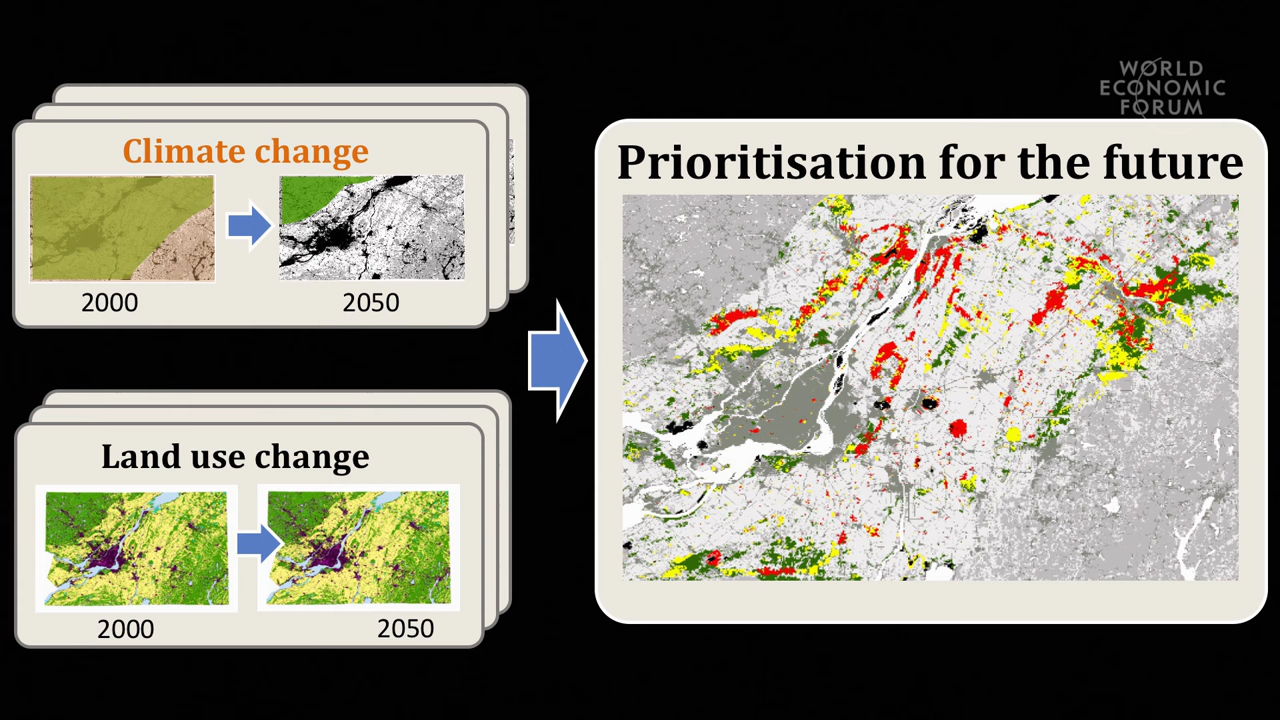 WORLD
ECONOMIC
FORUM
Climate change
2000
2050
Land use change
2000
2050
Prioritisation for the future